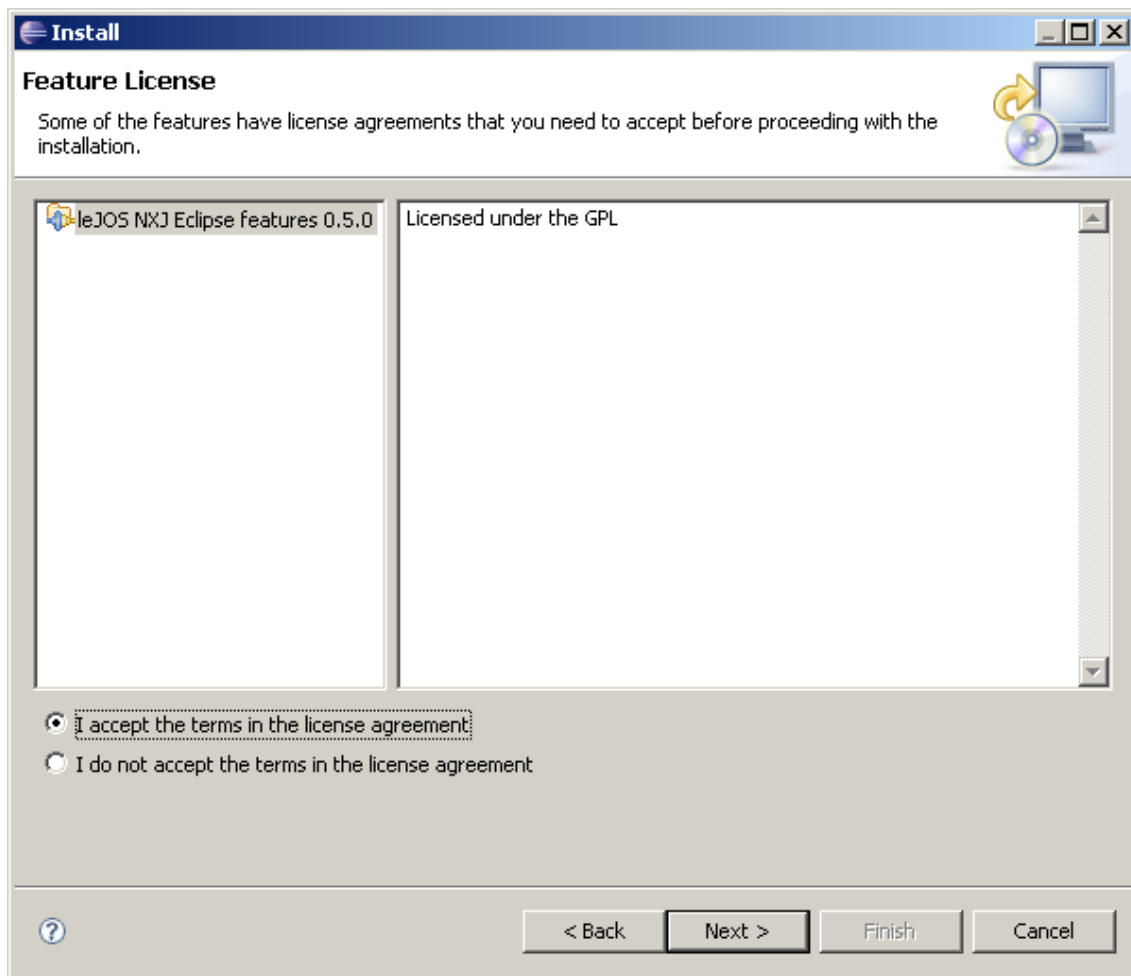 Install
Feature License
Some of the features have license agreements that you need to accept before proceeding with the
installation.
leJOS NXJ Eclipse features 0.5.0
Licensed under the GPL
I accept the terms in the license agreement
I do not accept the terms in the license agreement
?
< Back
Next >
Finish
Cancel